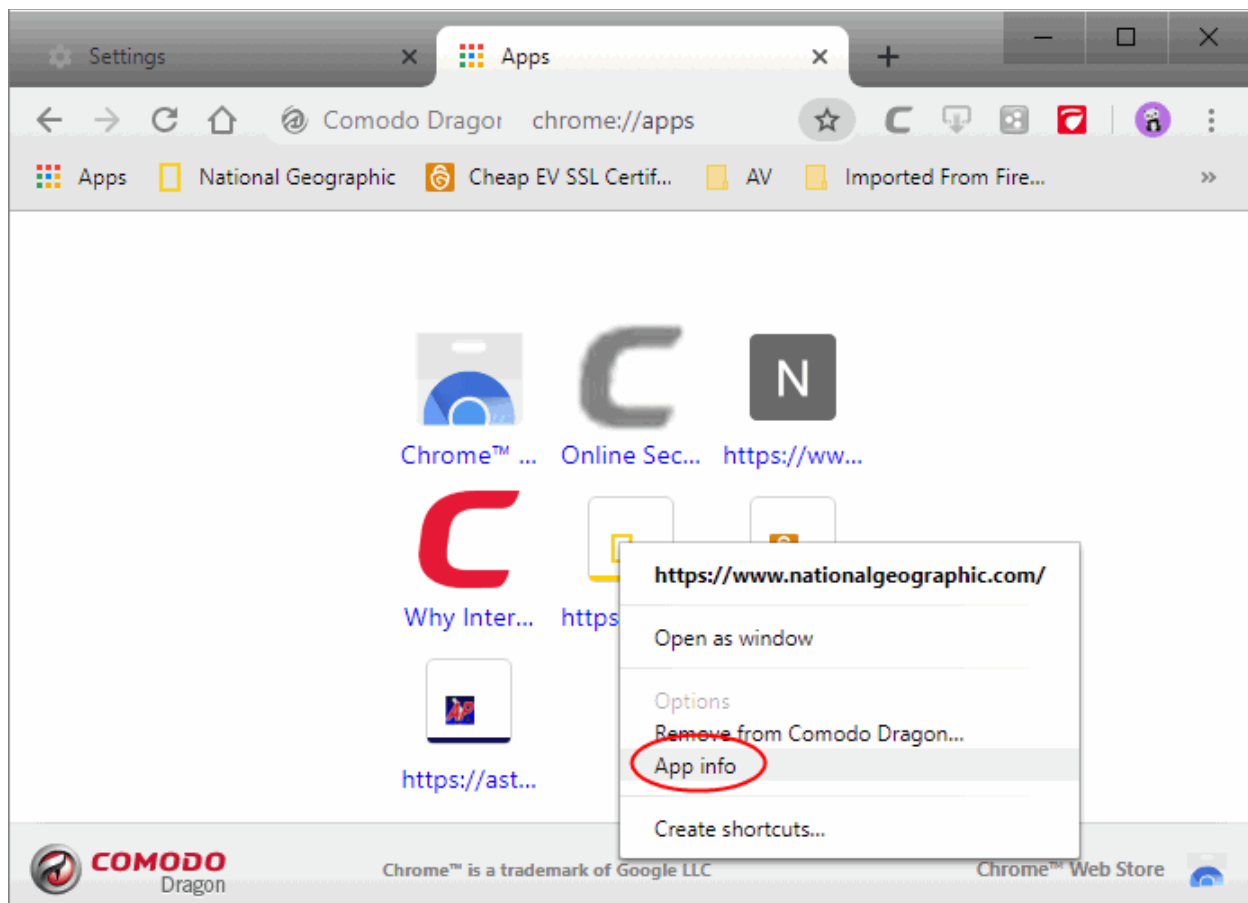 Settings
Apps
Comodo Dragor chrome://apps
Apps National Geographic Cheap EV SSL Certif... AV Imported From Fire...
N
Chrome™ ... Online Sec... https://ww...
Why Inter... https
https://www.nationalgeographic.com/
Open as window
Options
Remove from Comodo Dragon...
App info
Create shortcuts...
AP
https://ast...
COMODO
Dragon
Chrome™ is a trademark of Google LLC
Chrome™ Web Store